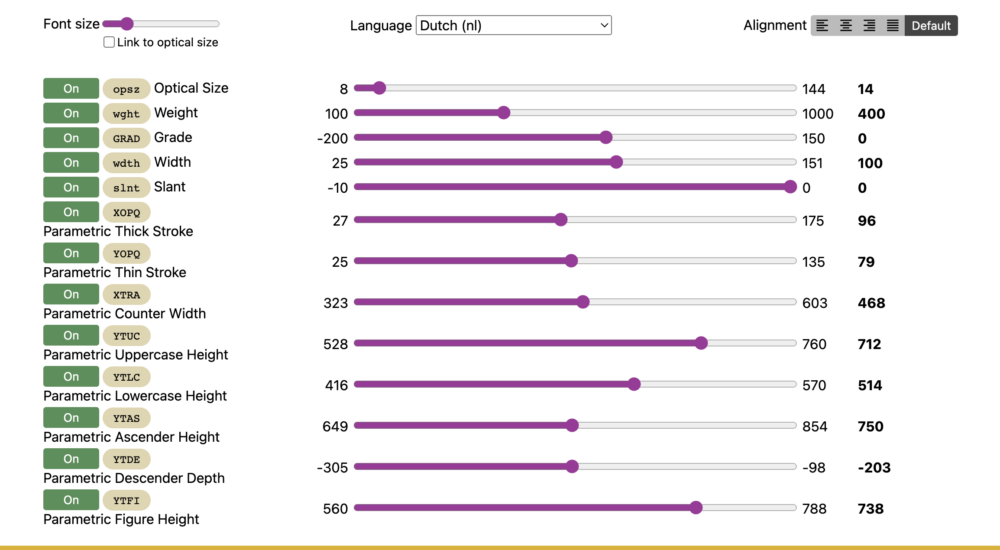 Font size
Link to optical size
Language Dutch (nl)
Alignment Default
On opsz Optical Size 8 144 14
On wght Weight 100 1000 400
On GRAD Grade -200 150 0
On wdth Width 25 151 100
On slnt Slant -10 0 0
On XOPQ
Parametric Thick Stroke 27 175 96
On YOPQ
Parametric Thin Stroke 25 135 79
On XTRA
Parametric Counter Width 323 603 468
On YTUC
Parametric Uppercase Height 528 760 712
On YTLC
Parametric Lowercase Height 416 570 514
On YTAS
Parametric Ascender Height 649 854 750
On YTDE
Parametric Descender Depth -305 -98 -203
On YTFI
Parametric Figure Height 560 788 738